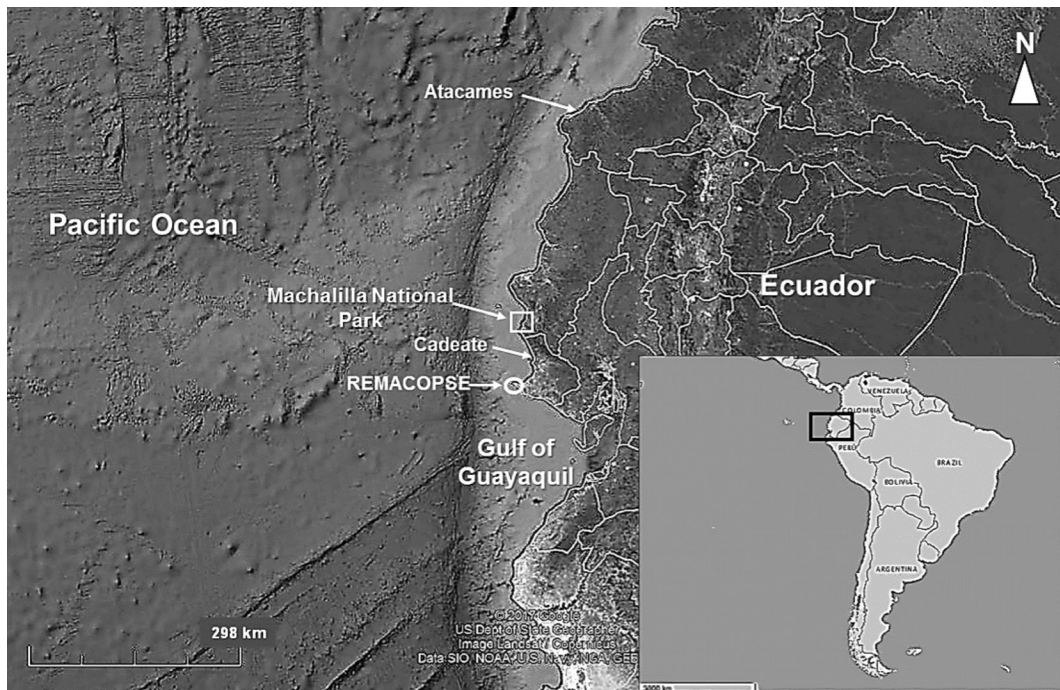 N
Atacames
Pacific Ocean
Ecuador
Machalilla National
Park
Cadeate
REMACOPSE
Gulf of
Guayaquil
298 km
© 2017 Google
US Dept of State Geographer
Image Landsat / Copernicus
Data SIO, NOAA, U.S. Navy, NGA, GEBCO
VENEZUELA
COLOMBIA
PERÚ
BRAZIL
BOLIVIA
ARGENTINA